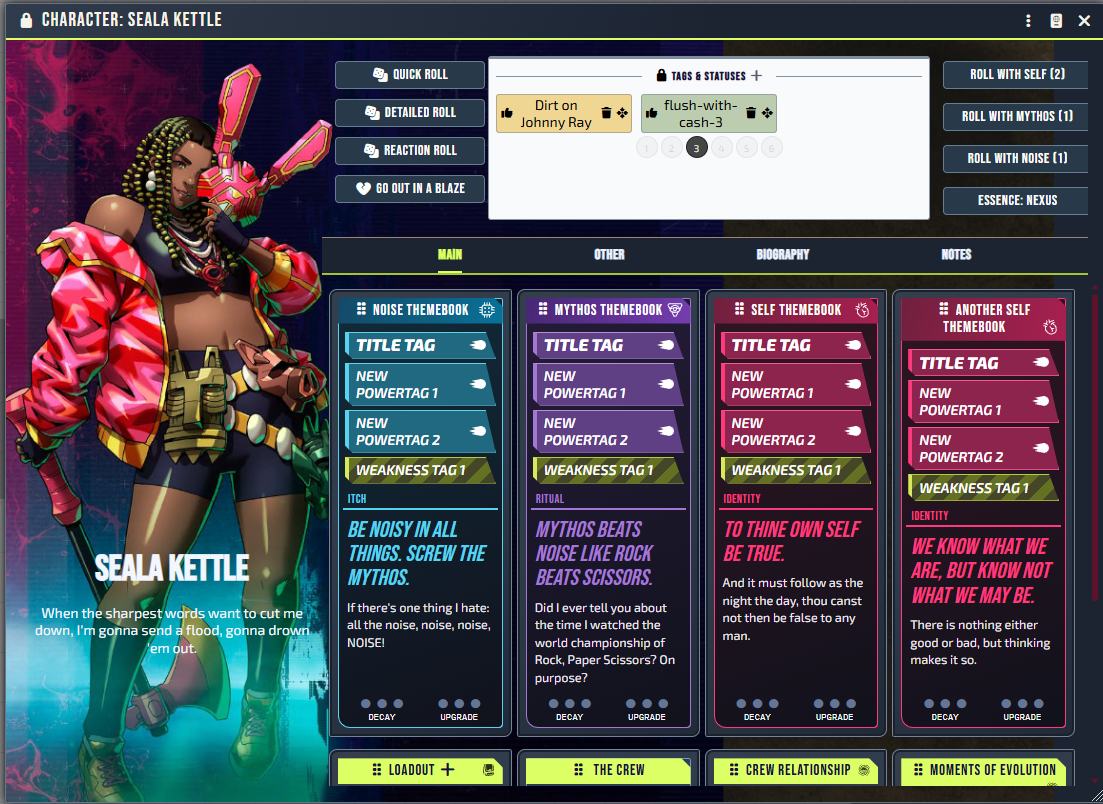 CHARACTER: SEALA KETTLE
QUICK ROLL
DETAILED ROLL
REACTION ROLL
GO OUT IN A BLAZE
TAGS & STATUSES
Dirt on
Johnny Ray
flush-with-
cash-3
1 2 3 4 5 6
ROLL WITH SELF (2)
ROLL WITH MYTHOS (1)
ROLL WITH NOISE (1)
ESSENCE: NEXUS
MAIN
OTHER
BIOGRAPHY
NOTES
SEALA KETTLE
When the sharpest words want to cut me
down, I'm gonna send a flood, gonna drown
'em out.
NOISE THEMEBOOK
TITLE TAG
NEW
POWERTAG 1
NEW
POWERTAG 2
WEAKNESS TAG 1
ITCH
BE NOISY IN ALL
THINGS. SCREW THE
MYTHOS.
If there's one thing I hate:
all the noise, noise, noise,
NOISE!
DECAY
UPGRADE
MYTHOS THEMEBOOK
TITLE TAG
NEW
POWERTAG 1
NEW
POWERTAG 2
WEAKNESS TAG 1
RITUAL
MYTHOS BEATS
NOISE LIKE ROCK
BEATS SCISSORS.
Did I ever tell you about
the time I watched the
world championship of
Rock, Paper Scissors? On
purpose?
DECAY
UPGRADE
SELF THEMEBOOK
TITLE TAG
NEW
POWERTAG 1
NEW
POWERTAG 2
WEAKNESS TAG 1
IDENTITY
TO THINE OWN SELF
BE TRUE.
And it must follow as the
night the day, thou canst
not then be false to any
man.
DECAY
UPGRADE
ANOTHER SELF
THEMEBOOK
TITLE TAG
NEW
POWERTAG 1
NEW
POWERTAG 2
WEAKNESS TAG 1
IDENTITY
WE KNOW WHAT WE
ARE, BUT KNOW NOT
WHAT WE MAY BE.
There is nothing either
good or bad, but thinking
makes it so.
DECAY
UPGRADE
LOADOUT
THE CREW
CREW RELATIONSHIP
MOMENTS OF EVOLUTION